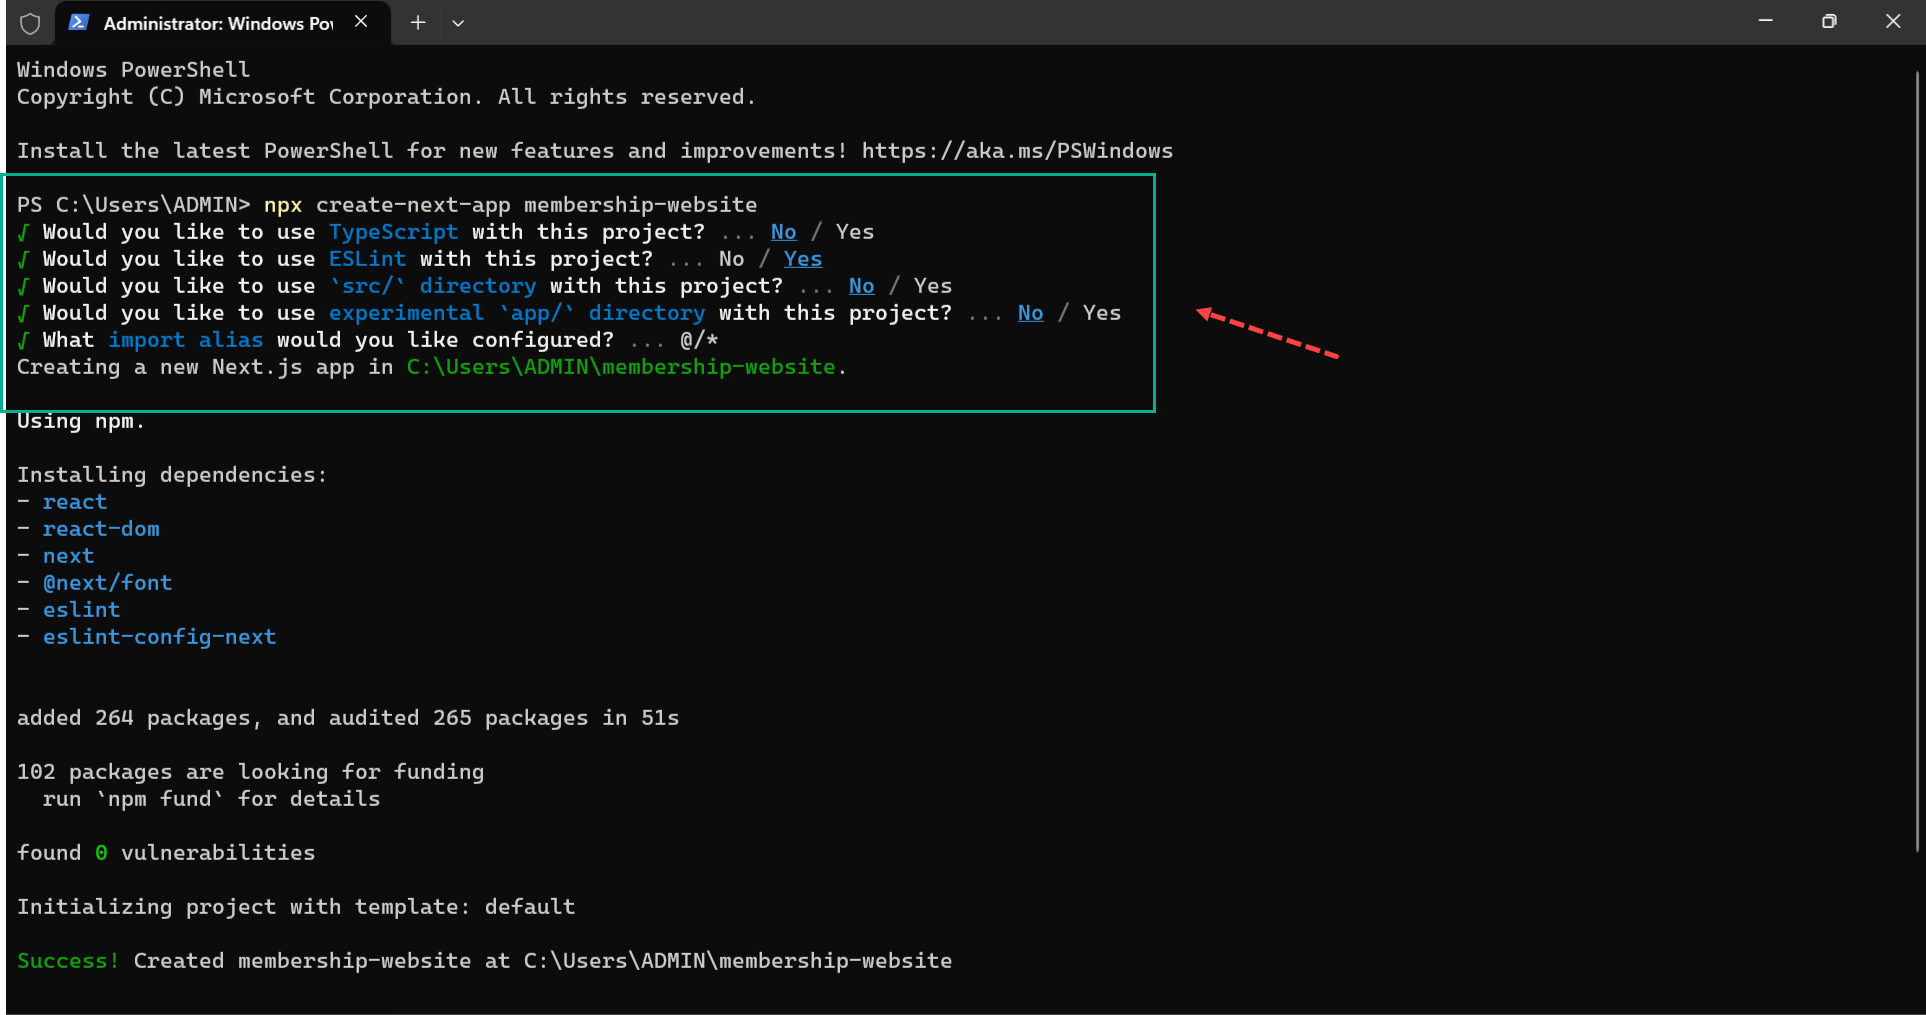 Administrator: Windows Pow
Windows PowerShell
Copyright (C) Microsoft Corporation. All rights reserved.
Install the latest PowerShell for new features and improvements! https://aka.ms/PSWindows
PS C:\Users\ADMIN> npx create-next-app membership-website
√ Would you like to use TypeScript with this project? ... No / Yes
√ Would you like to use ESLint with this project? ... No / Yes
√ Would you like to use `src/` directory with this project? ... No / Yes
√ Would you like to use experimental `app/` directory with this project? ... No / Yes
√ What import alias would you like configured? ... @/*
Creating a new Next.js app in C:\Users\ADMIN\membership-website.
Using npm.
Installing dependencies:
- react
- react-dom
- next
- @next/font
- eslint
- eslint-config-next
added 264 packages, and audited 265 packages in 51s
102 packages are looking for funding
run `npm fund` for details
found 0 vulnerabilities
Initializing project with template: default
Success! Created membership-website at C:\Users\ADMIN\membership-website